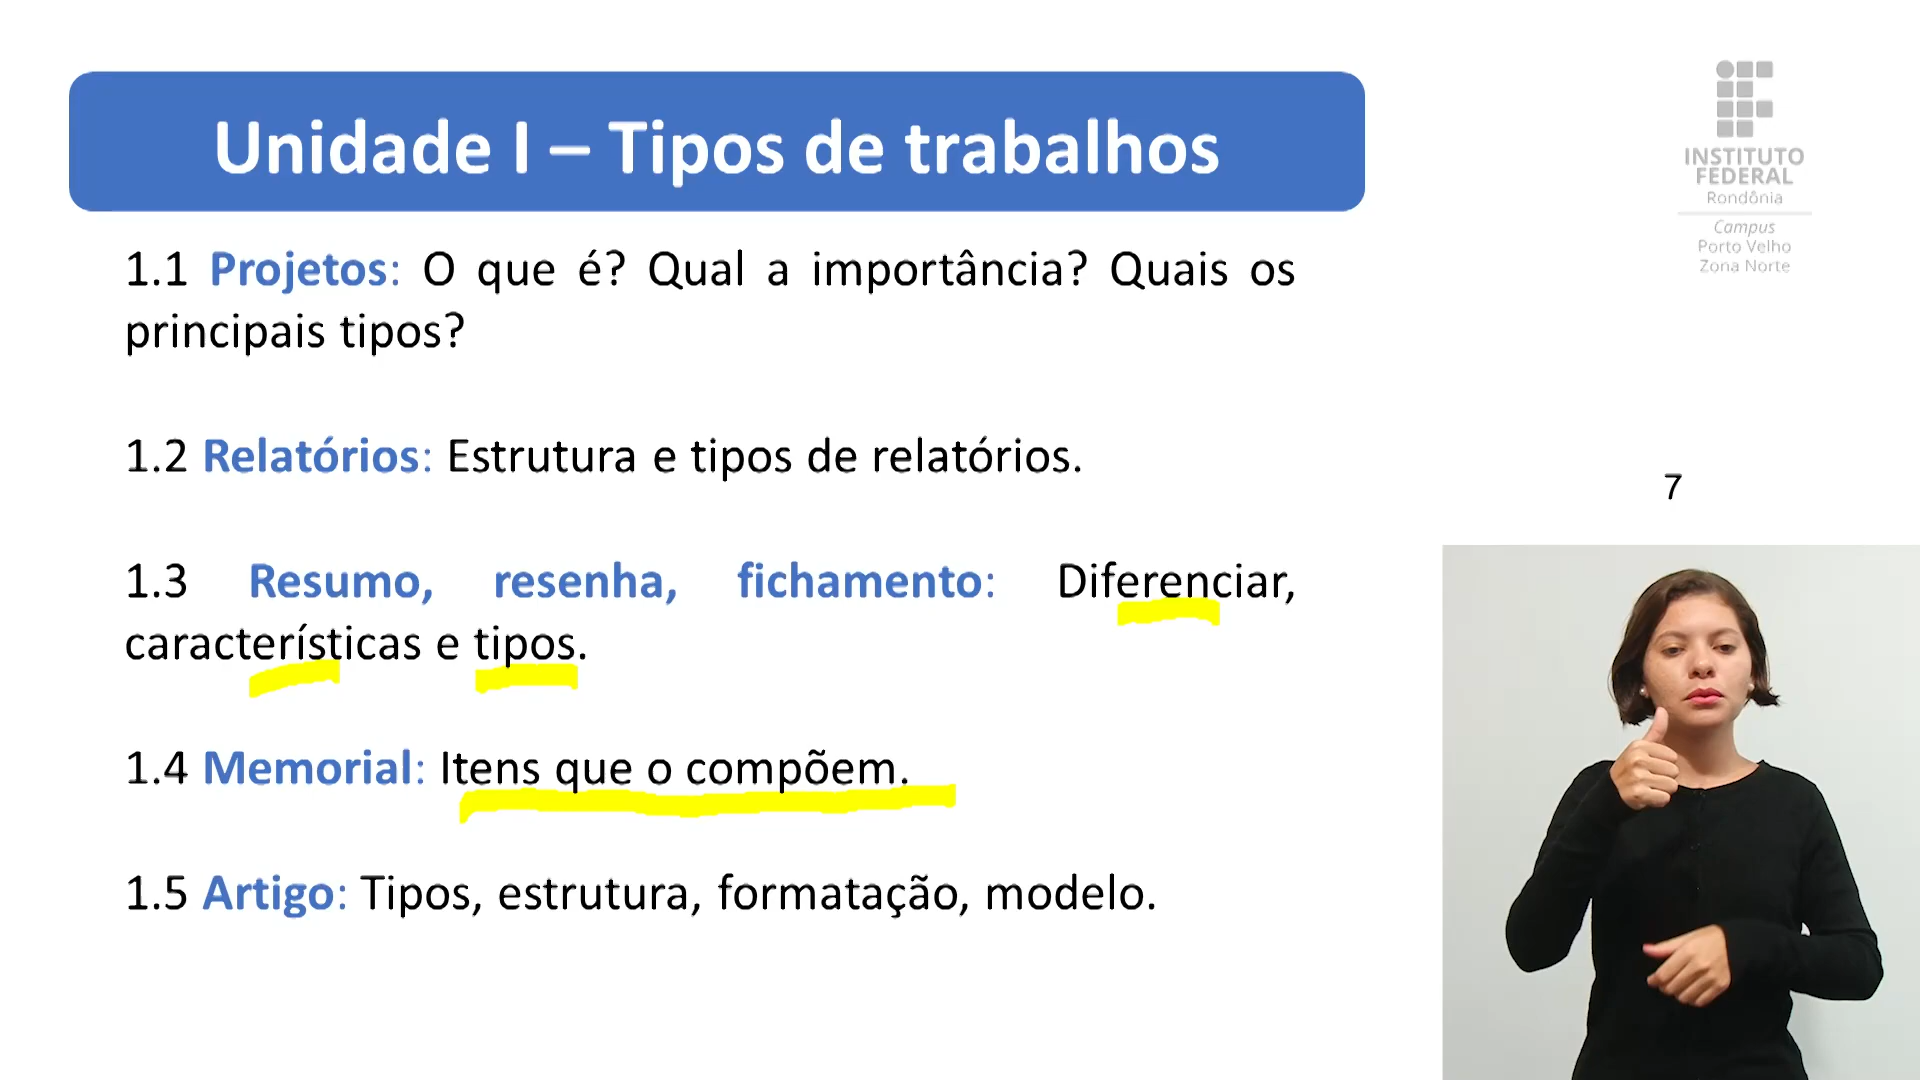 Unidade I – Tipos de trabalhos
INSTITUTO
FEDERAL
Rondônia
Campus
Porto Velho
Zona Norte
1.1 Projetos: O que é? Qual a importância? Quais os
principais tipos?
1.2 Relatórios: Estrutura e tipos de relatórios.
7
1.3 Resumo, resenha, fichamento: Diferenciar,
características e tipos.
1.4 Memorial: Itens que o compõem.
1.5 Artigo: Tipos, estrutura, formatação, modelo.